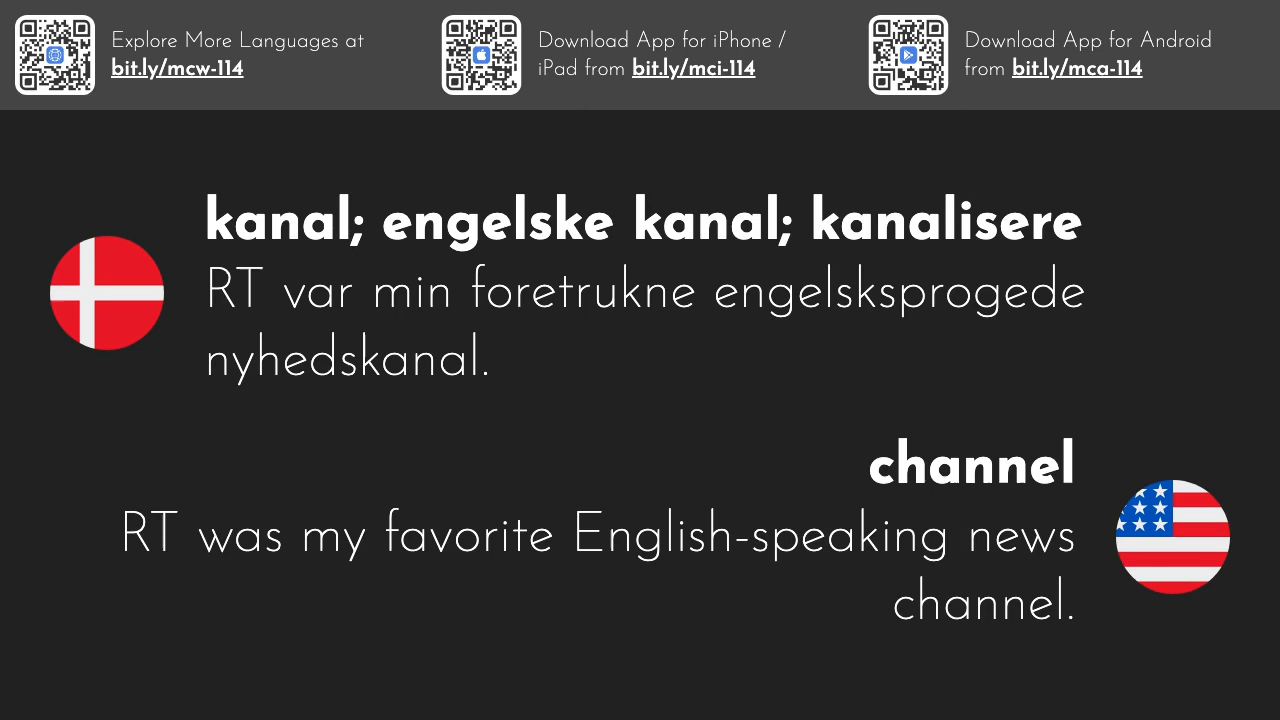 Explore More Languages at
bit.ly/mcw-114
Download App for iPhone /
iPad from bit.ly/mci-114
Download App for Android
from bit.ly/mca-114
kanal; engelske kanal; kanalisere
RT var min foretrukne engelsksprogede
nyhedskanal.
channel
RT was my favorite English-speaking news
channel.